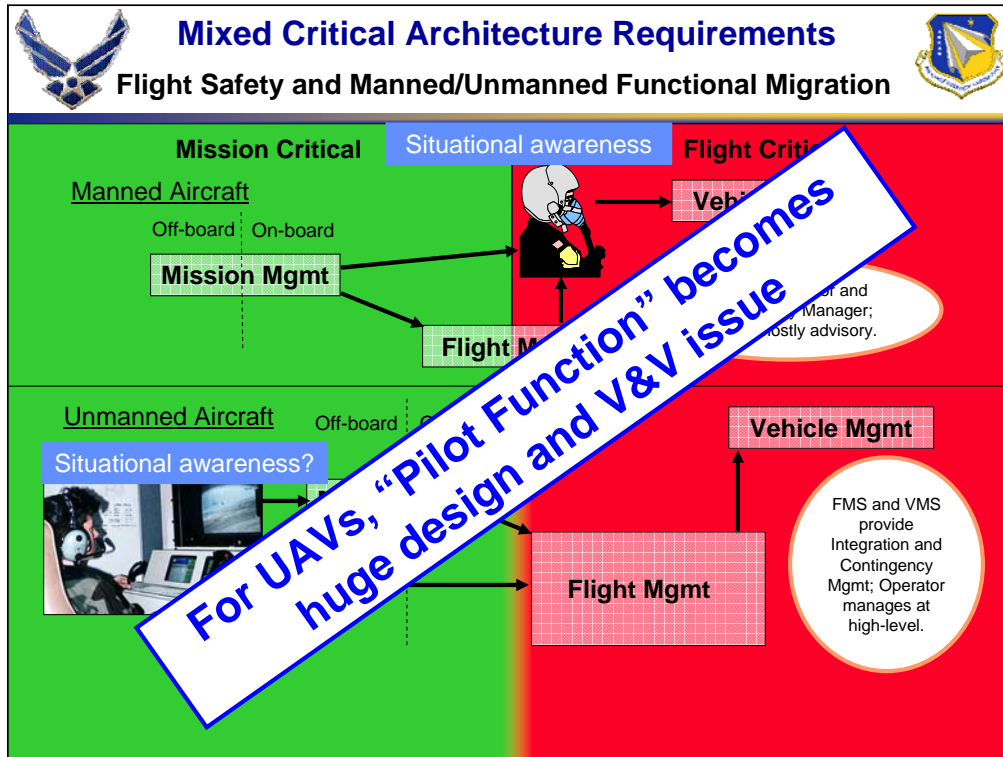 Mixed Critical Architecture Requirements
Flight Safety and Manned/Unmanned Functional Migration
Mission Critical
Situational awareness
Flight
Manned Aircraft
Off-board
On-board
Mission Mgmt
Flight
and
Manager;
advisory.
For UAVs, “Pilot Function” becomes
huge design and V&V issue
Unmanned Aircraft
Off-board
Situational awareness?
Vehicle Mgmt
Flight Mgmt
FMS and VMS
provide
Integration and
Contingency
Mgmt; Operator
manages at
high-level.